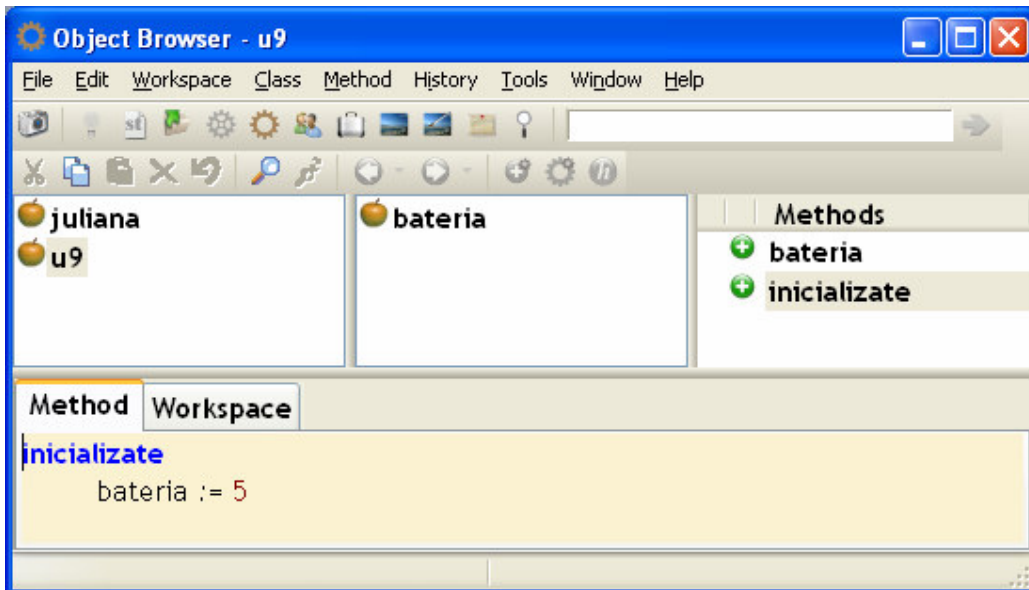 Object Browser - u9
File Edit Workspace Class Method History Tools Window Help
st
juliana
u9
bateria
Methods
bateria
inicializate
Method Workspace
inicializate
bateria := 5